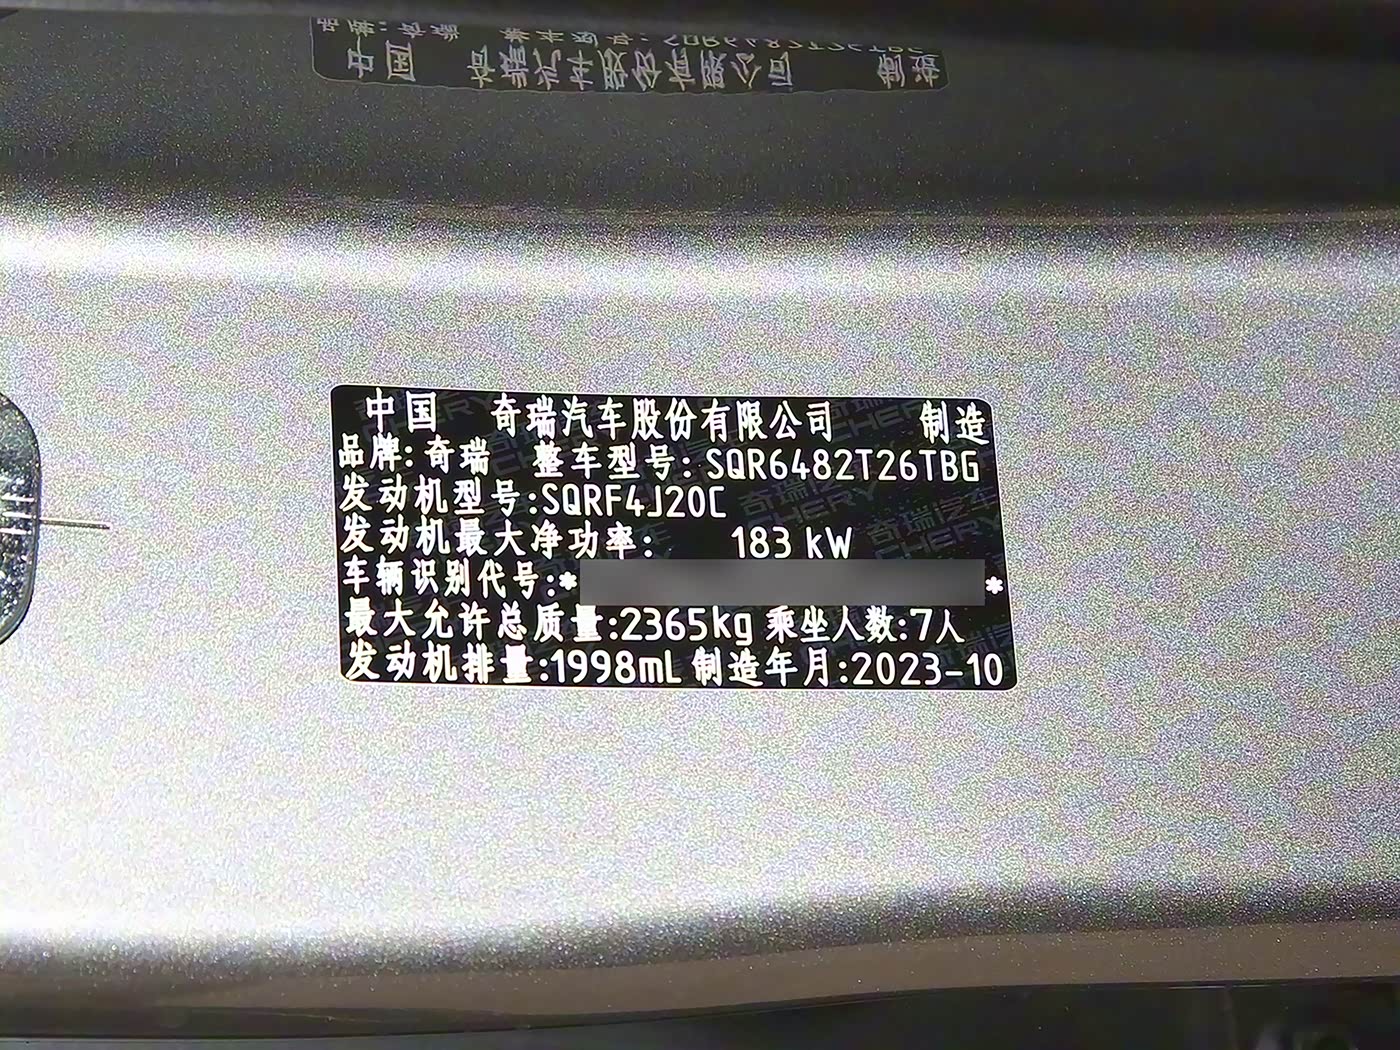 中国 奇瑞汽车股份有限公司 制造
品牌:奇瑞 整车型号:SQR6482T26TBG
发动机型号:SQRF4J20C
发动机最大净功率: 183 kW
车辆识别代号:* *
最大允许总质量:2365kg 乘坐人数:7人
发动机排量:1998mL 制造年月:2023-10